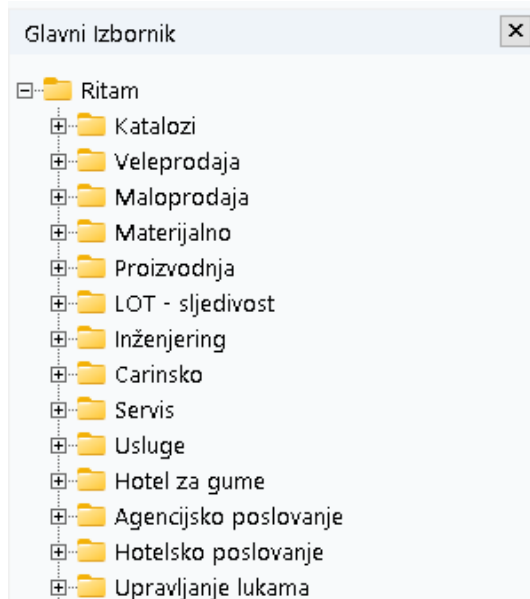 Glavni Izbornik
Ritam
Katalozi
Veleprodaja
Maloprodaja
Materijalno
Proizvodnja
LOT - sljedivost
Inženjering
Carinsko
Servis
Usluge
Hotel za gume
Agencijsko poslovanje
Hotelsko poslovanje
Upravljanje lukama